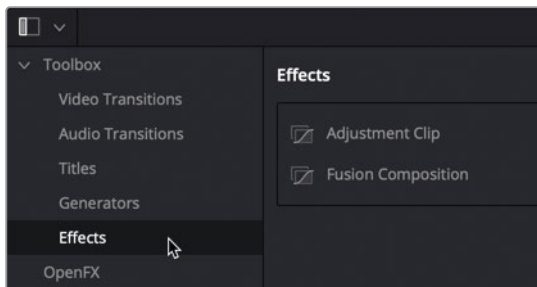 Toolbox
Video Transitions
Audio Transitions
Titles
Generators
Effects
OpenFX
Effects
Adjustment Clip
Fusion Composition